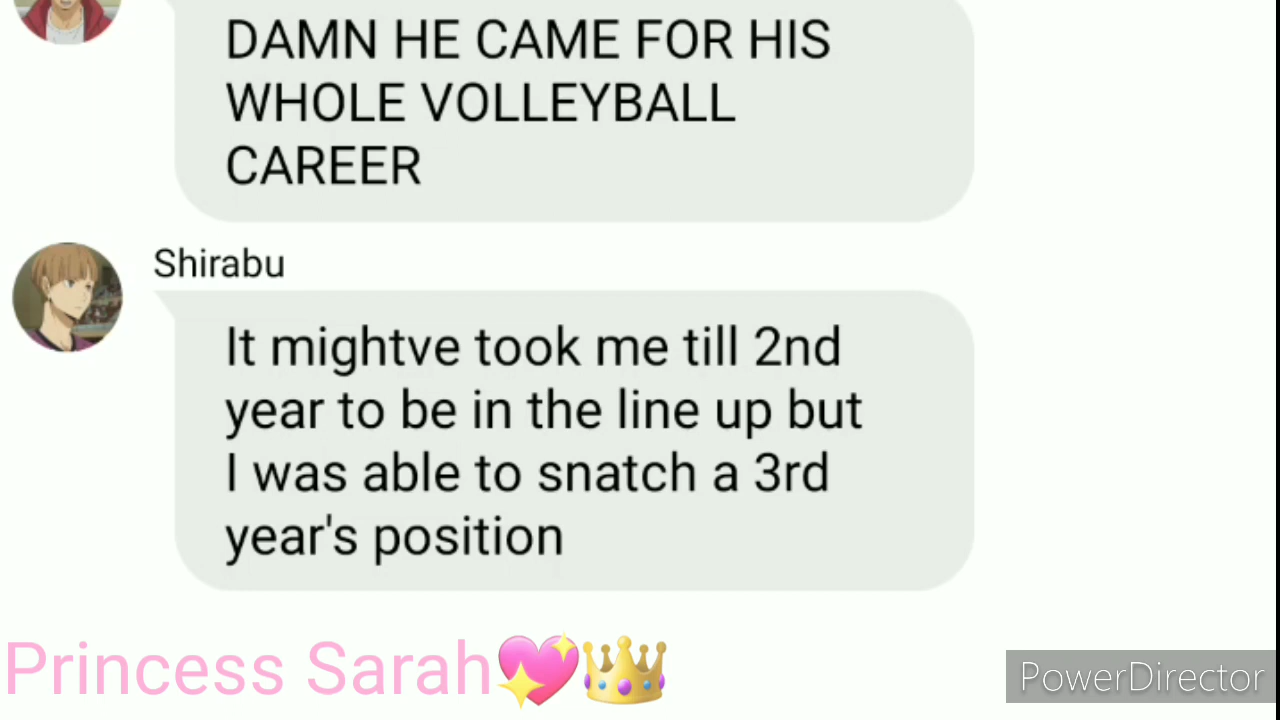 DAMN HE CAME FOR HIS
WHOLE VOLLEYBALL
CAREER
Shirabu
It mightve took me till 2nd
year to be in the line up but
I was able to snatch a 3rd
year's position
Princess Sarah💖👑
PowerDirector